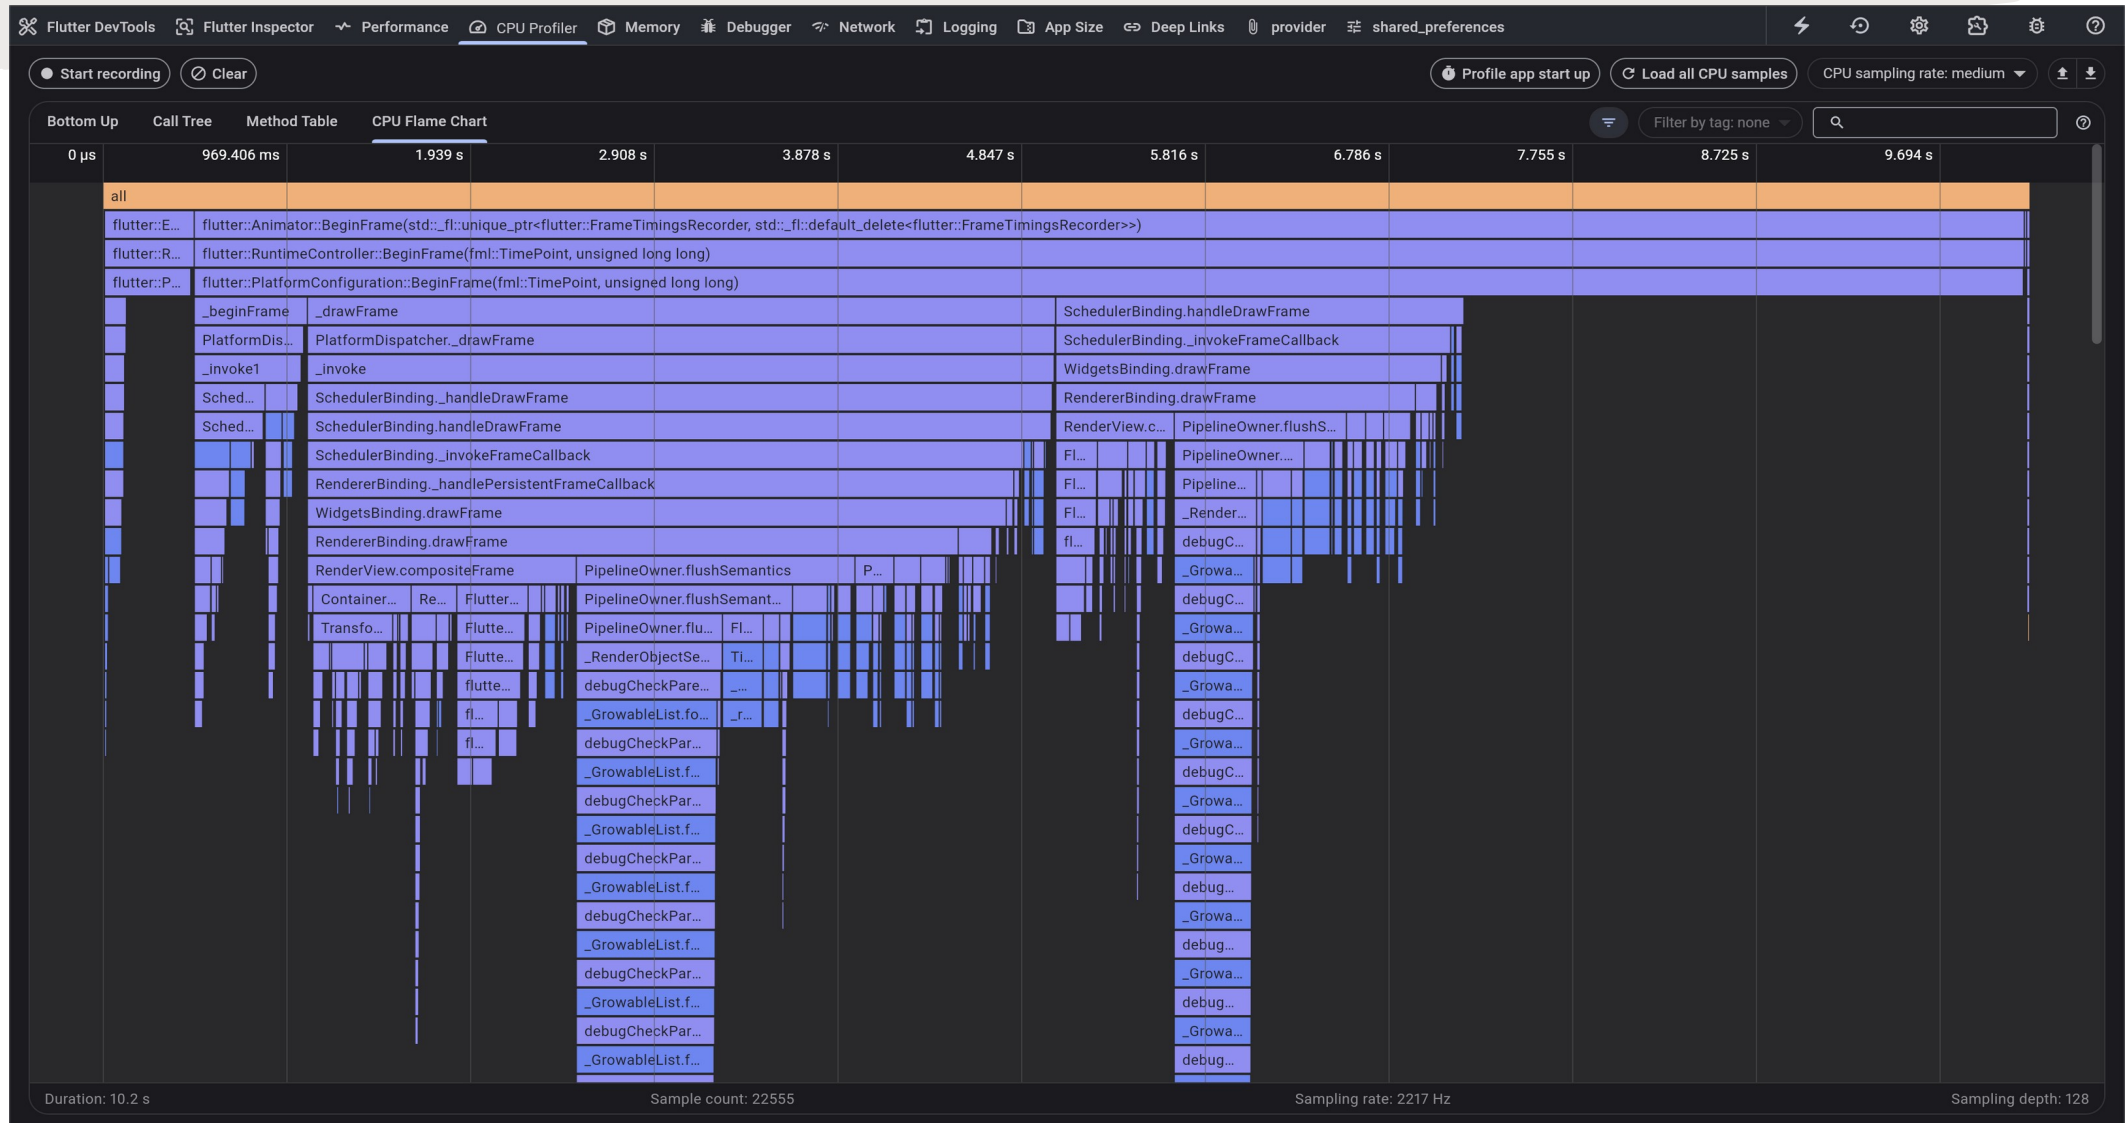 Flutter DevTools Flutter Inspector Performance CPU Profiler Memory Debugger Network Logging App Size Deep Links provider shared_preferences
Start recording Clear Profile app start up Load all CPU samples CPU sampling rate: medium
Bottom Up Call Tree Method Table CPU Flame Chart Filter by tag: none
0 µs 969.406 ms 1.939 s 2.908 s 3.878 s 4.847 s 5.816 s 6.786 s 7.755 s 8.725 s 9.694 s
all
flutter::E... flutter::Animator::BeginFrame(std::_fl::unique_ptr<flutter::FrameTimingsRecorder, std::_fl::default_delete<flutter::FrameTimingsRecorder>>)
flutter::R... flutter::RuntimeController::BeginFrame(fml::TimePoint, unsigned long long)
flutter::P... flutter::PlatformConfiguration::BeginFrame(fml::TimePoint, unsigned long long)
_beginFrame _drawFrame SchedulerBinding.handleDrawFrame
PlatformDis... PlatformDispatcher._drawFrame SchedulerBinding._invokeFrameCallback
_invoke1 _invoke WidgetsBinding.drawFrame
Sched... SchedulerBinding._handleDrawFrame RendererBinding.drawFrame
Sched... SchedulerBinding.handleDrawFrame RenderView.c... PipelineOwner.flushS...
SchedulerBinding._invokeFrameCallback Fl... PipelineOwner....
RendererBinding._handlePersistentFrameCallback Fl... Pipeline...
WidgetsBinding.drawFrame Fl... _Render...
RendererBinding.drawFrame fl... debugC...
RenderView.compositeFrame PipelineOwner.flushSemantics P... _Growa...
Container... Re... Flutter... PipelineOwner.flushSemant... debugC...
Transfo... Flutte... PipelineOwner.flu... Fl... _Growa...
Flutte... _RenderObjectSe... Ti... debugC...
flutte... debugCheckPare... _... _Growa...
fl... _GrowableList.fo... _r... debugC...
fl... debugCheckPar... _Growa...
_GrowableList.f... debugC...
debugCheckPar... _Growa...
_GrowableList.f... debugC...
debugCheckPar... _Growa...
_GrowableList.f... debug...
debugCheckPar... _Growa...
_GrowableList.f... debug...
debugCheckPar... _Growa...
_GrowableList.f... debug...
debugCheckPar... _Growa...
_GrowableList.f... debug...
Duration: 10.2 s Sample count: 22555 Sampling rate: 2217 Hz Sampling depth: 128